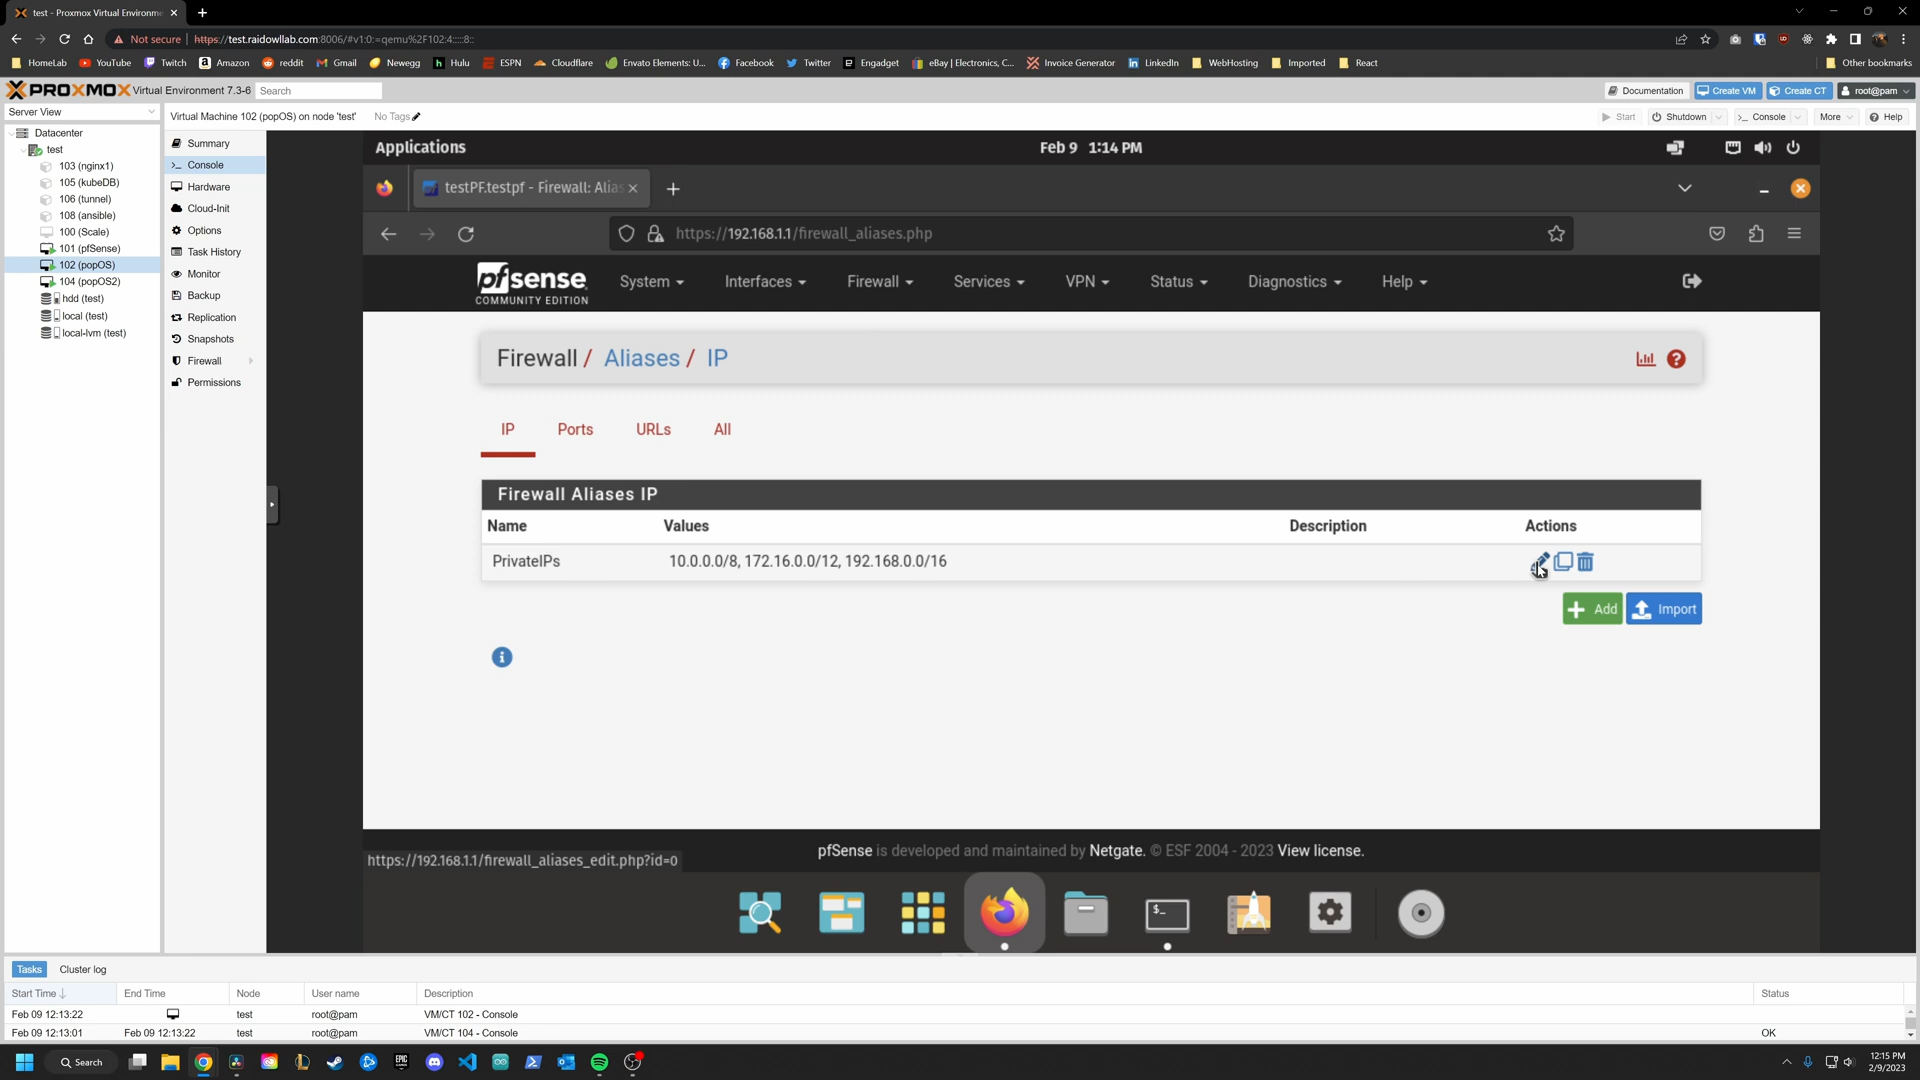 test - Proxmox Virtual Environme
Not secure
https://test.raidowllab.com:8006/#v1:0:=qemu%2F102:4:::::8::
HomeLab
YouTube
Twitch
Amazon
reddit
Gmail
Newegg
Hulu
ESPN
Cloudflare
Envato Elements: U...
Facebook
Twitter
Engadget
eBay | Electronics, C...
Invoice Generator
LinkedIn
WebHosting
Imported
React
Other bookmarks
PROXMOX Virtual Environment 7.3-6
Search
Documentation
Create VM
Create CT
root@pam
Server View
Virtual Machine 102 (popOS) on node 'test'
No Tags
Start
Shutdown
Console
More
Help
Datacenter
test
103 (nginx1)
105 (kubeDB)
106 (tunnel)
108 (ansible)
100 (Scale)
101 (pfSense)
102 (popOS)
104 (popOS2)
hdd (test)
local (test)
local-lvm (test)
Summary
Console
Hardware
Cloud-Init
Options
Task History
Monitor
Backup
Replication
Snapshots
Firewall
Permissions
Applications
Feb 9 1:14 PM
testPF.testpf - Firewall: Alia
https://192.168.1.1/firewall_aliases.php
pfsense
COMMUNITY EDITION
System
Interfaces
Firewall
Services
VPN
Status
Diagnostics
Help
Firewall / Aliases / IP
IP
Ports
URLs
All
Firewall Aliases IP
Name
Values
Description
Actions
PrivateIPs
10.0.0.0/8, 172.16.0.0/12, 192.168.0.0/16
Add
Import
https://192.168.1.1/firewall_aliases_edit.php?id=0
pfSense is developed and maintained by Netgate. © ESF 2004 - 2023 View license.
Tasks
Cluster log
Start Time
End Time
Node
User name
Description
Status
Feb 09 12:13:22
test
root@pam
VM/CT 102 - Console
Feb 09 12:13:01
Feb 09 12:13:22
test
root@pam
VM/CT 104 - Console
OK
Search
EPIC
12:15 PM
2/9/2023